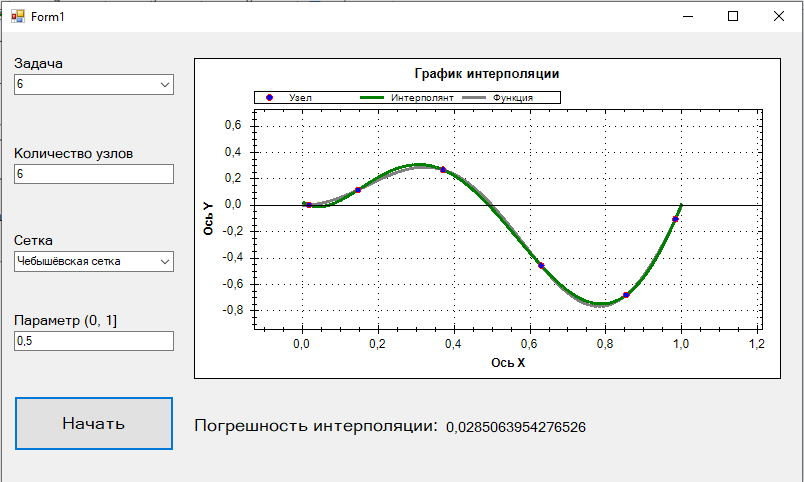 Form1
Задача
6
Количество узлов
6
Сетка
Чебышёвская сетка
Параметр (0, 1]
0,5
Начать
График интерполяции
Узел Интерполянт Функция
0,6
0,4
0,2
0,0
-0,2
-0,4
-0,6
-0,8
Ось Y
0,0 0,2 0,4 0,6 0,8 1,0 1,2
Ось X
Погрешность интерполяции: 0,0285063954276526